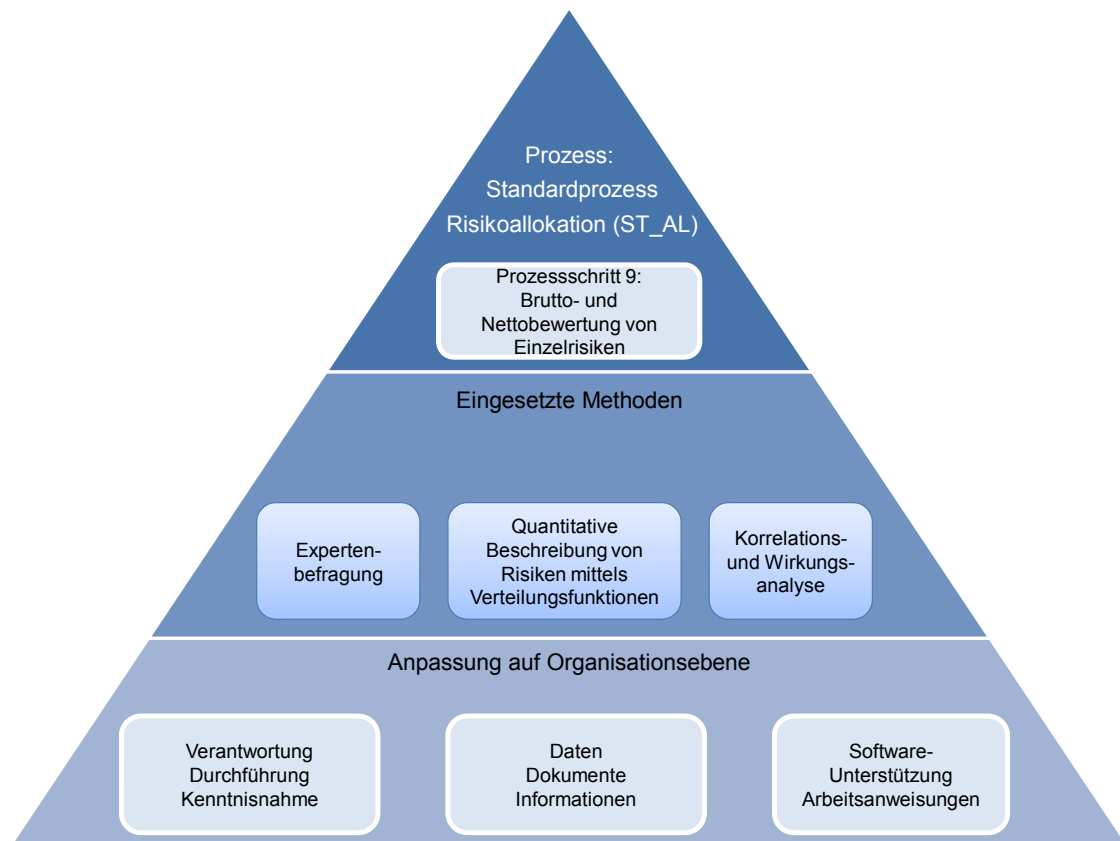 Prozess:
Standardprozess
Risikoallokation (ST_AL)
Prozessschritt 9:
Brutto- und
Nettobewertung von
Einzelrisiken
Eingesetzte Methoden
Experten-
befragung
Quantitative
Beschreibung von
Risiken mittels
Verteilungsfunktionen
Korrelations-
und Wirkungs-
analyse
Anpassung auf Organisationsebene
Verantwortung
Durchführung
Kenntnisnahme
Daten
Dokumente
Informationen
Software-
Unterstützung
Arbeitsanweisungen